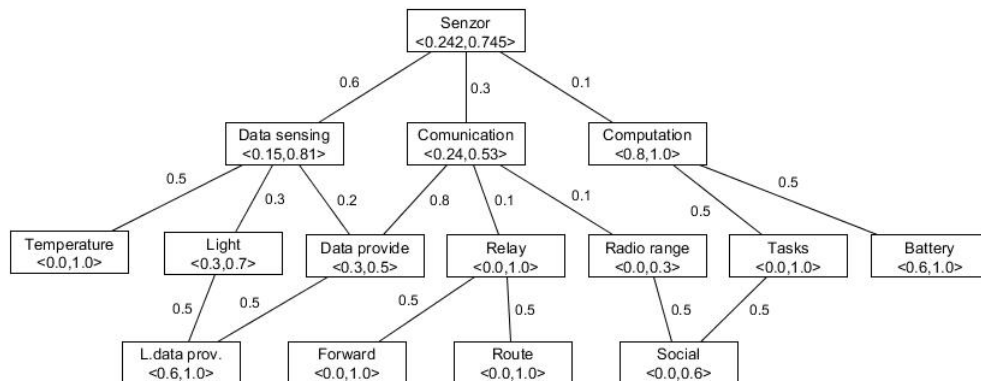 Senzor
<0.242,0.745>
0.6
0.3
0.1
Data sensing
<0.15,0.81>
Comunication
<0.24,0.53>
Computation
<0.8,1.0>
0.5
0.3
0.2
0.8
0.1
0.1
0.5
0.5
Temperature
<0.0,1.0>
Light
<0.3,0.7>
Data provide
<0.3,0.5>
Relay
<0.0,1.0>
Radio range
<0.0,0.3>
Tasks
<0.0,1.0>
Battery
<0.6,1.0>
0.5
0.5
0.5
0.5
0.5
0.5
L.data prov.
<0.6,1.0>
Forward
<0.0,1.0>
Route
<0.0,1.0>
Social
<0.0,0.6>